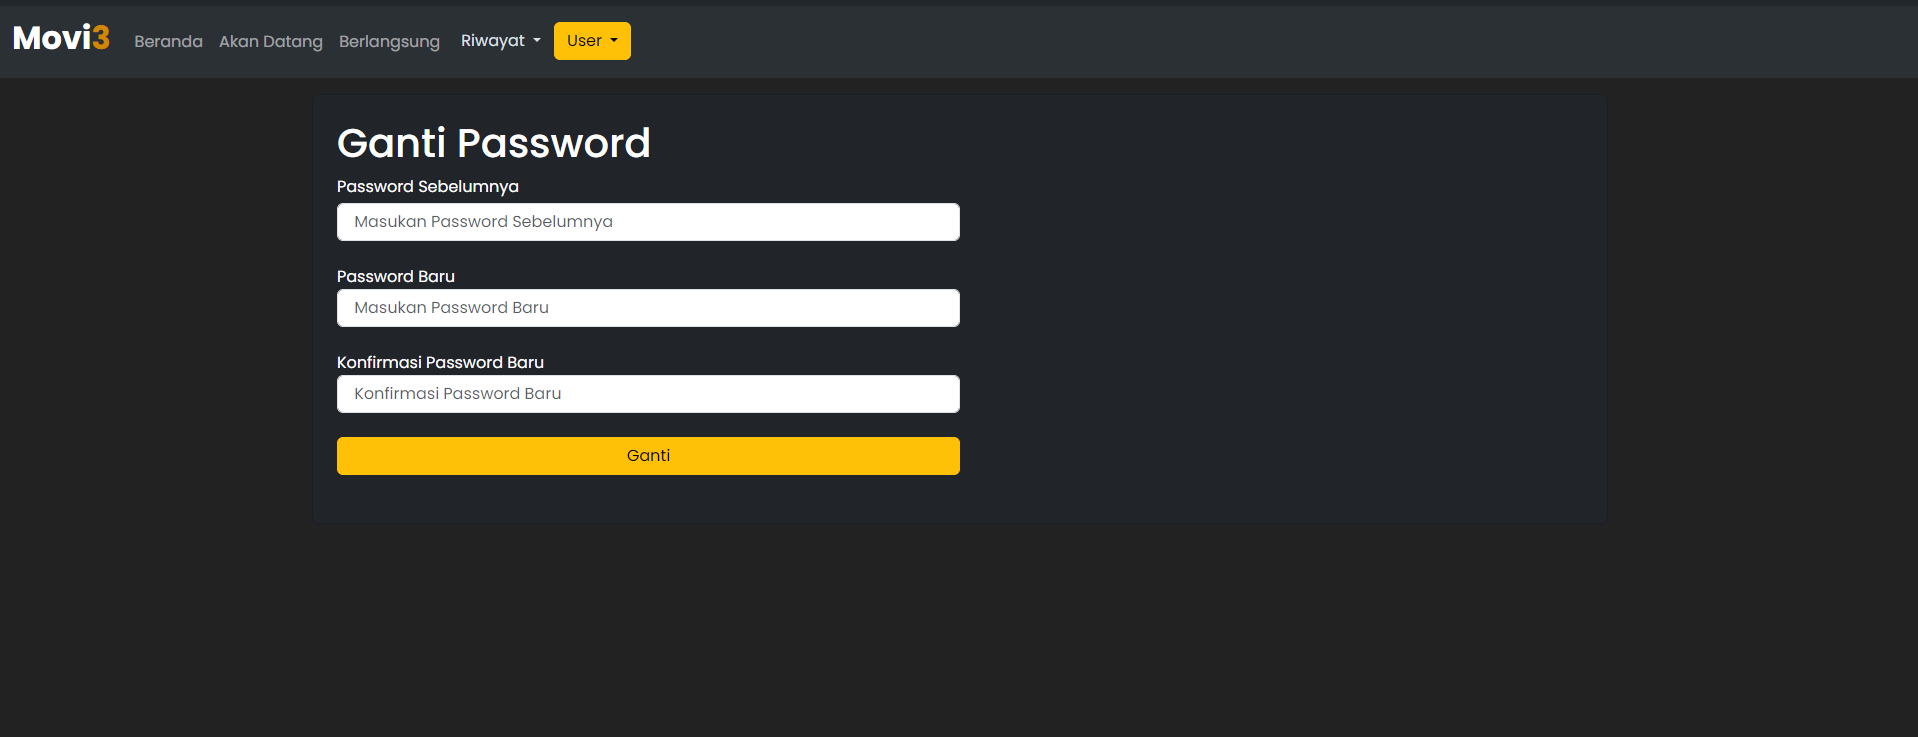 Movi3 Beranda Akan Datang Berlangsung Riwayat User
Ganti Password
Password Sebelumnya
Masukan Password Sebelumnya
Password Baru
Masukan Password Baru
Konfirmasi Password Baru
Konfirmasi Password Baru
Ganti